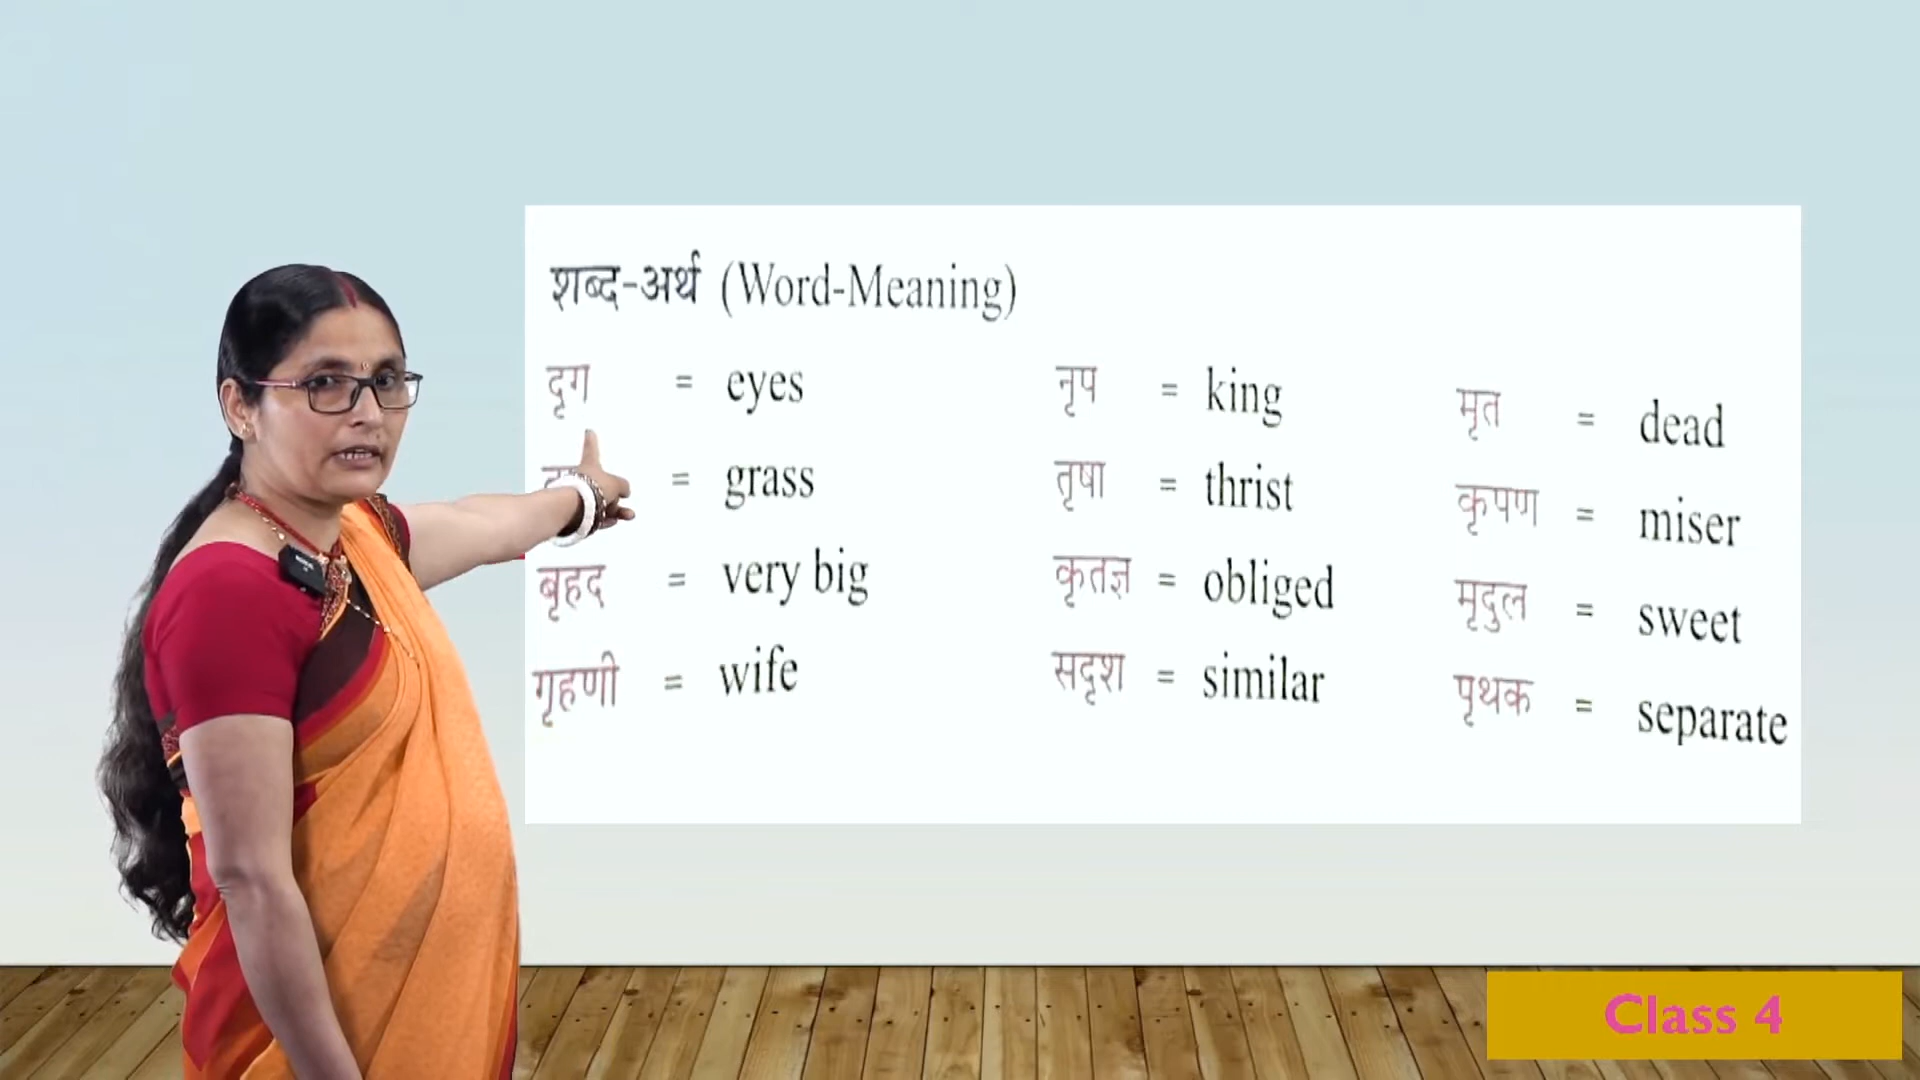 शब्द-अर्थ (Word-Meaning)
दृग = eyes
= grass
बृहद = very big
गृहणी = wife
नृप = king
तृषा = thrist
कृतज्ञ = obliged
सदृश = similar
मृत = dead
कृपण = miser
मृदुल = sweet
पृथक = separate
Class 4